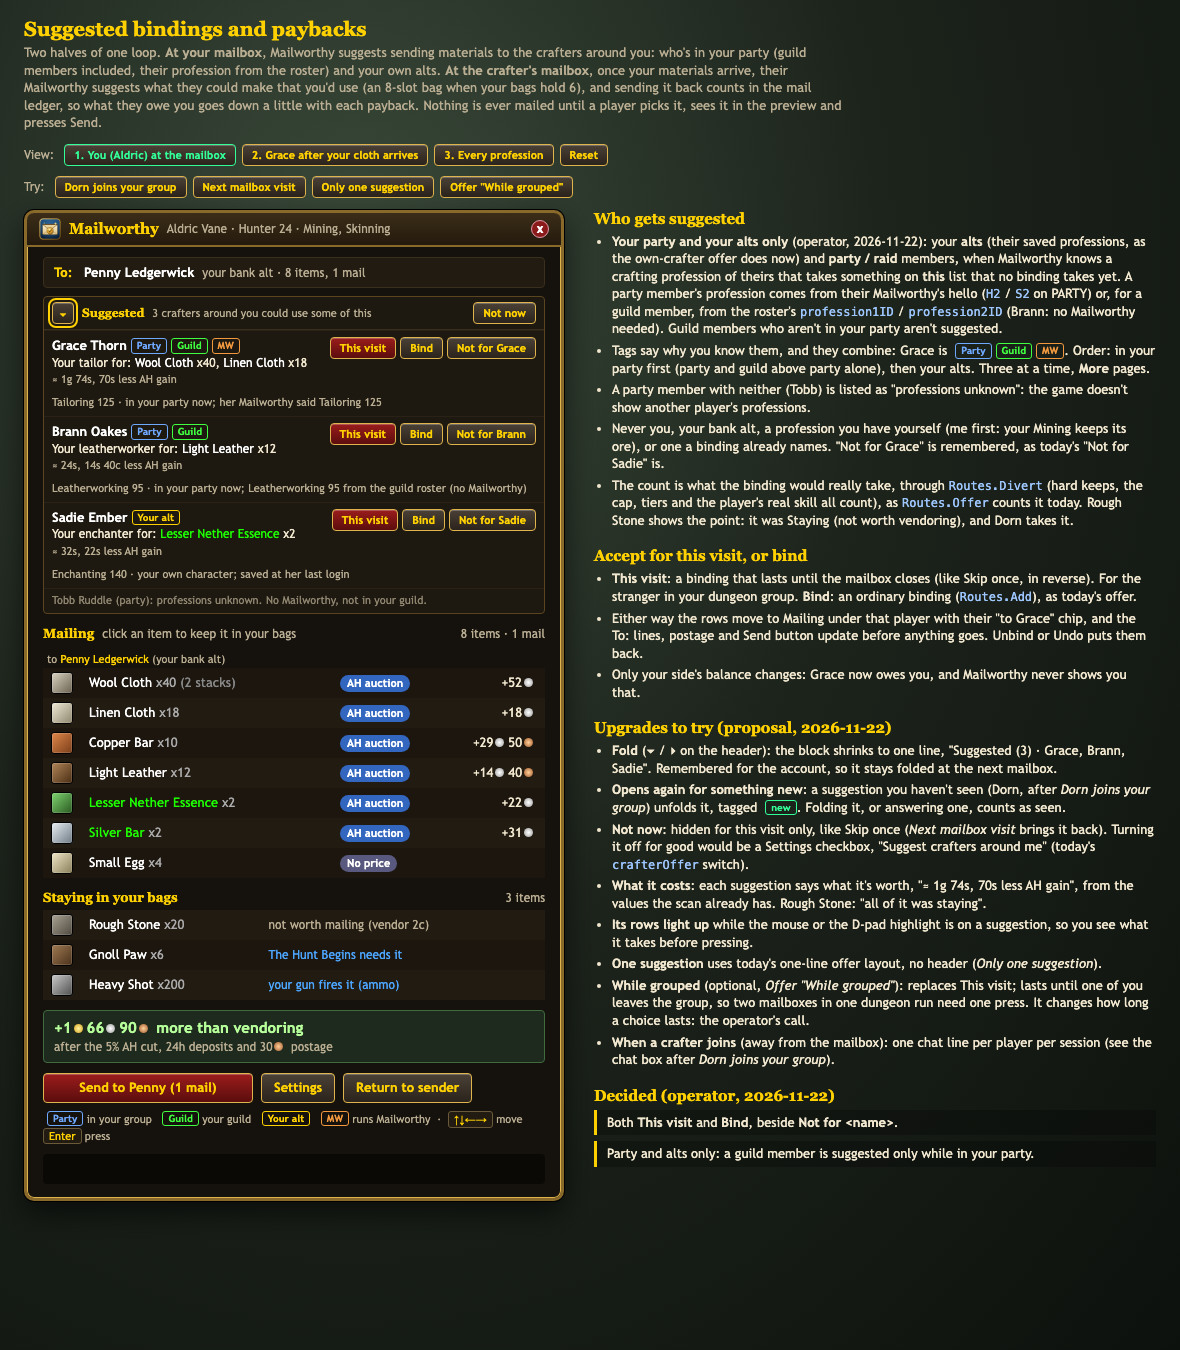 Suggested bindings and paybacks
Two halves of one loop. At your mailbox, Mailworthy suggests sending materials to the crafters around you: who's in your party (guild
members included, their profession from the roster) and your own alts. At the crafter's mailbox, once your materials arrive, their
Mailworthy suggests what they could make that you'd use (an 8-slot bag when your bags hold 6), and sending it back counts in the mail
ledger, so what they owe you goes down a little with each payback. Nothing is ever mailed until a player picks it, sees it in the preview and
presses Send.
View: 1. You (Aldric) at the mailbox 2. Grace after your cloth arrives 3. Every profession Reset
Try: Dorn joins your group Next mailbox visit Only one suggestion Offer "While grouped"
Mailworthy Aldric Vane · Hunter 24 · Mining, Skinning x
To: Penny Ledgerwick your bank alt · 8 items, 1 mail
Suggested 3 crafters around you could use some of this Not now
Grace Thorn Party Guild MW This visit Bind Not for Grace
Your tailor for: Wool Cloth x40, Linen Cloth x18
≈ 1g 74s, 70s less AH gain
Tailoring 125 · in your party now; her Mailworthy said Tailoring 125
Brann Oakes Party Guild This visit Bind Not for Brann
Your leatherworker for: Light Leather x12
≈ 24s, 14s 40c less AH gain
Leatherworking 95 · in your party now; Leatherworking 95 from the guild roster (no Mailworthy)
Sadie Ember Your alt This visit Bind Not for Sadie
Your enchanter for: Lesser Nether Essence x2
≈ 32s, 22s less AH gain
Enchanting 140 · your own character; saved at her last login
Tobb Ruddle (party): professions unknown. No Mailworthy, not in your guild.
Mailing click an item to keep it in your bags 8 items · 1 mail
to Penny Ledgerwick (your bank alt)
Wool Cloth x40 (2 stacks) AH auction +52
Linen Cloth x18 AH auction +18
Copper Bar x10 AH auction +29 50
Light Leather x12 AH auction +14 40
Lesser Nether Essence x2 AH auction +22
Silver Bar x2 AH auction +31
Small Egg x4 No price
Staying in your bags 3 items
Rough Stone x20 not worth mailing (vendor 2c)
Gnoll Paw x6 The Hunt Begins needs it
Heavy Shot x200 your gun fires it (ammo)
+1 66 90 more than vendoring
after the 5% AH cut, 24h deposits and 30 postage
Send to Penny (1 mail) Settings Return to sender
Party in your group Guild your guild Your alt MW runs Mailworthy · ↑↓←→ move
Enter press
Who gets suggested
• Your party and your alts only (operator, 2026-11-22): your alts (their saved professions, as
the own-crafter offer does now) and party / raid members, when Mailworthy knows a
crafting profession of theirs that takes something on this list that no binding takes yet. A
party member's profession comes from their Mailworthy's hello (H2 / S2 on PARTY) or, for a
guild member, from the roster's profession1ID / profession2ID (Brann: no Mailworthy
needed). Guild members who aren't in your party aren't suggested.
• Tags say why you know them, and they combine: Grace is Party Guild MW. Order: in your
party first (party and guild above party alone), then your alts. Three at a time, More pages.
• A party member with neither (Tobb) is listed as "professions unknown": the game doesn't
show another player's professions.
• Never you, your bank alt, a profession you have yourself (me first: your Mining keeps its
ore), or one a binding already names. "Not for Grace" is remembered, as today's "Not for
Sadie" is.
• The count is what the binding would really take, through Routes.Divert (hard keeps, the
cap, tiers and the player's real skill all count), as Routes.Offer counts it today. Rough
Stone shows the point: it was Staying (not worth vendoring), and Dorn takes it.
Accept for this visit, or bind
• This visit: a binding that lasts until the mailbox closes (like Skip once, in reverse). For the
stranger in your dungeon group. Bind: an ordinary binding (Routes.Add), as today's offer.
• Either way the rows move to Mailing under that player with their "to Grace" chip, and the
To: lines, postage and Send button update before anything goes. Unbind or Undo puts them
back.
• Only your side's balance changes: Grace now owes you, and Mailworthy never shows you
that.
Upgrades to try (proposal, 2026-11-22)
• Fold (⏷ / ⏵ on the header): the block shrinks to one line, "Suggested (3) · Grace, Brann,
Sadie". Remembered for the account, so it stays folded at the next mailbox.
• Opens again for something new: a suggestion you haven't seen (Dorn, after Dorn joins your
group) unfolds it, tagged new. Folding it, or answering one, counts as seen.
• Not now: hidden for this visit only, like Skip once (Next mailbox visit brings it back). Turning
it off for good would be a Settings checkbox, "Suggest crafters around me" (today's
crafterOffer switch).
• What it costs: each suggestion says what it's worth, "≈ 1g 74s, 70s less AH gain", from the
values the scan already has. Rough Stone: "all of it was staying".
• Its rows light up while the mouse or the D-pad highlight is on a suggestion, so you see what
it takes before pressing.
• One suggestion uses today's one-line offer layout, no header (Only one suggestion).
• While grouped (optional, Offer "While grouped"): replaces This visit; lasts until one of you
leaves the group, so two mailboxes in one dungeon run need one press. It changes how long
a choice lasts: the operator's call.
• When a crafter joins (away from the mailbox): one chat line per player per session (see the
chat box after Dorn joins your group).
Decided (operator, 2026-11-22)
Both This visit and Bind, beside Not for <name>.
Party and alts only: a guild member is suggested only while in your party.